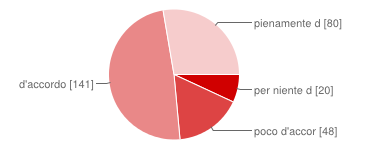 pienamente d [80]
d'accordo [141]
per niente d [20]
poco d'accor [48]